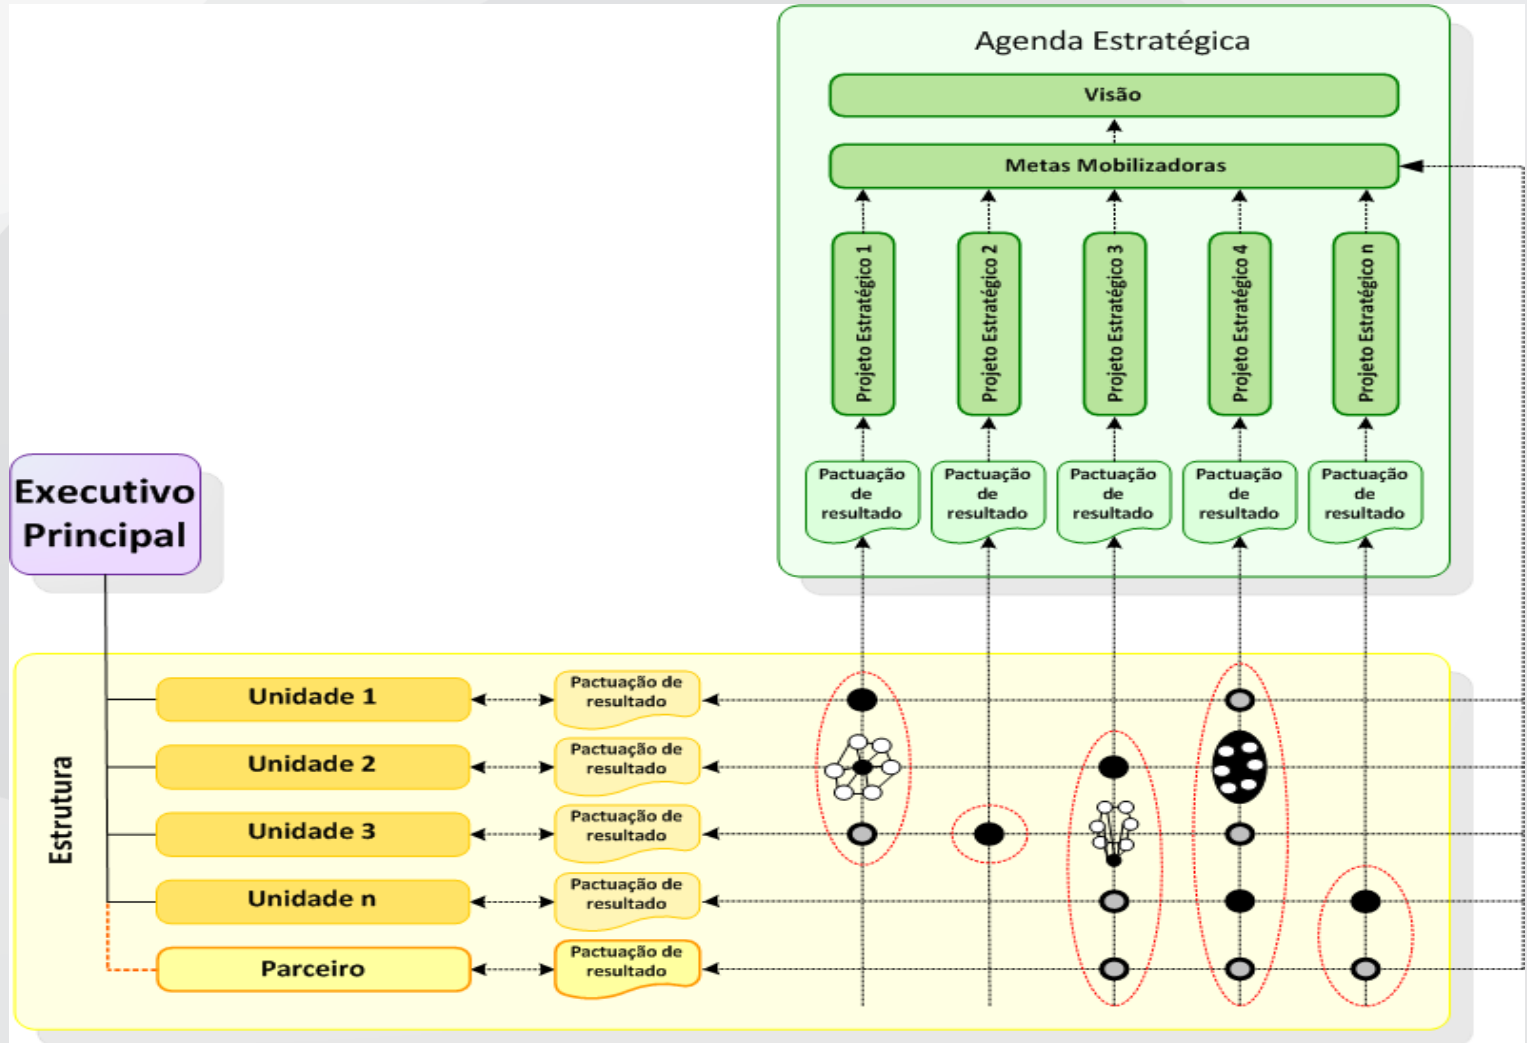 Agenda Estratégica
Visão
Metas Mobilizadoras
Projeto Estratégico 1
Projeto Estratégico 2
Projeto Estratégico 3
Projeto Estratégico 4
Projeto Estratégico n
Pactuação
de
resultado
Pactuação
de
resultado
Pactuação
de
resultado
Pactuação
de
resultado
Pactuação
de
resultado
Executivo
Principal
Estrutura
Unidade 1
Pactuação de
resultado
Unidade 2
Pactuação de
resultado
Unidade 3
Pactuação de
resultado
Unidade n
Pactuação de
resultado
Parceiro
Pactuação de
resultado